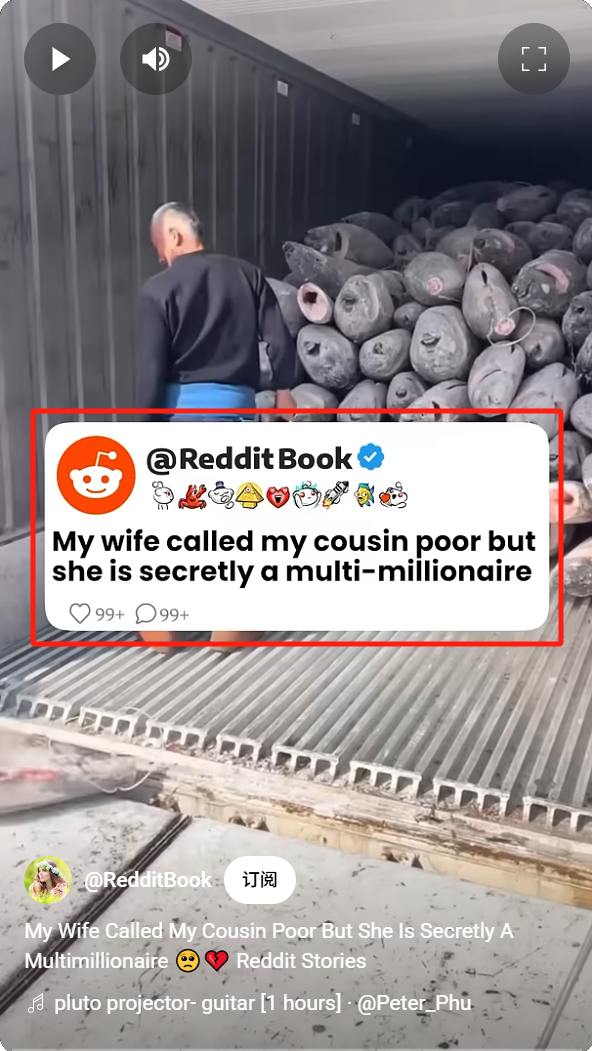 @Reddit Book
My wife called my cousin poor but
she is secretly a multi-millionaire
99+ 99+
@RedditBook 订阅
My Wife Called My Cousin Poor But She Is Secretly A
Multimillionaire 🥺💔 Reddit Stories
pluto projector- guitar [1 hours] · @Peter_Phu